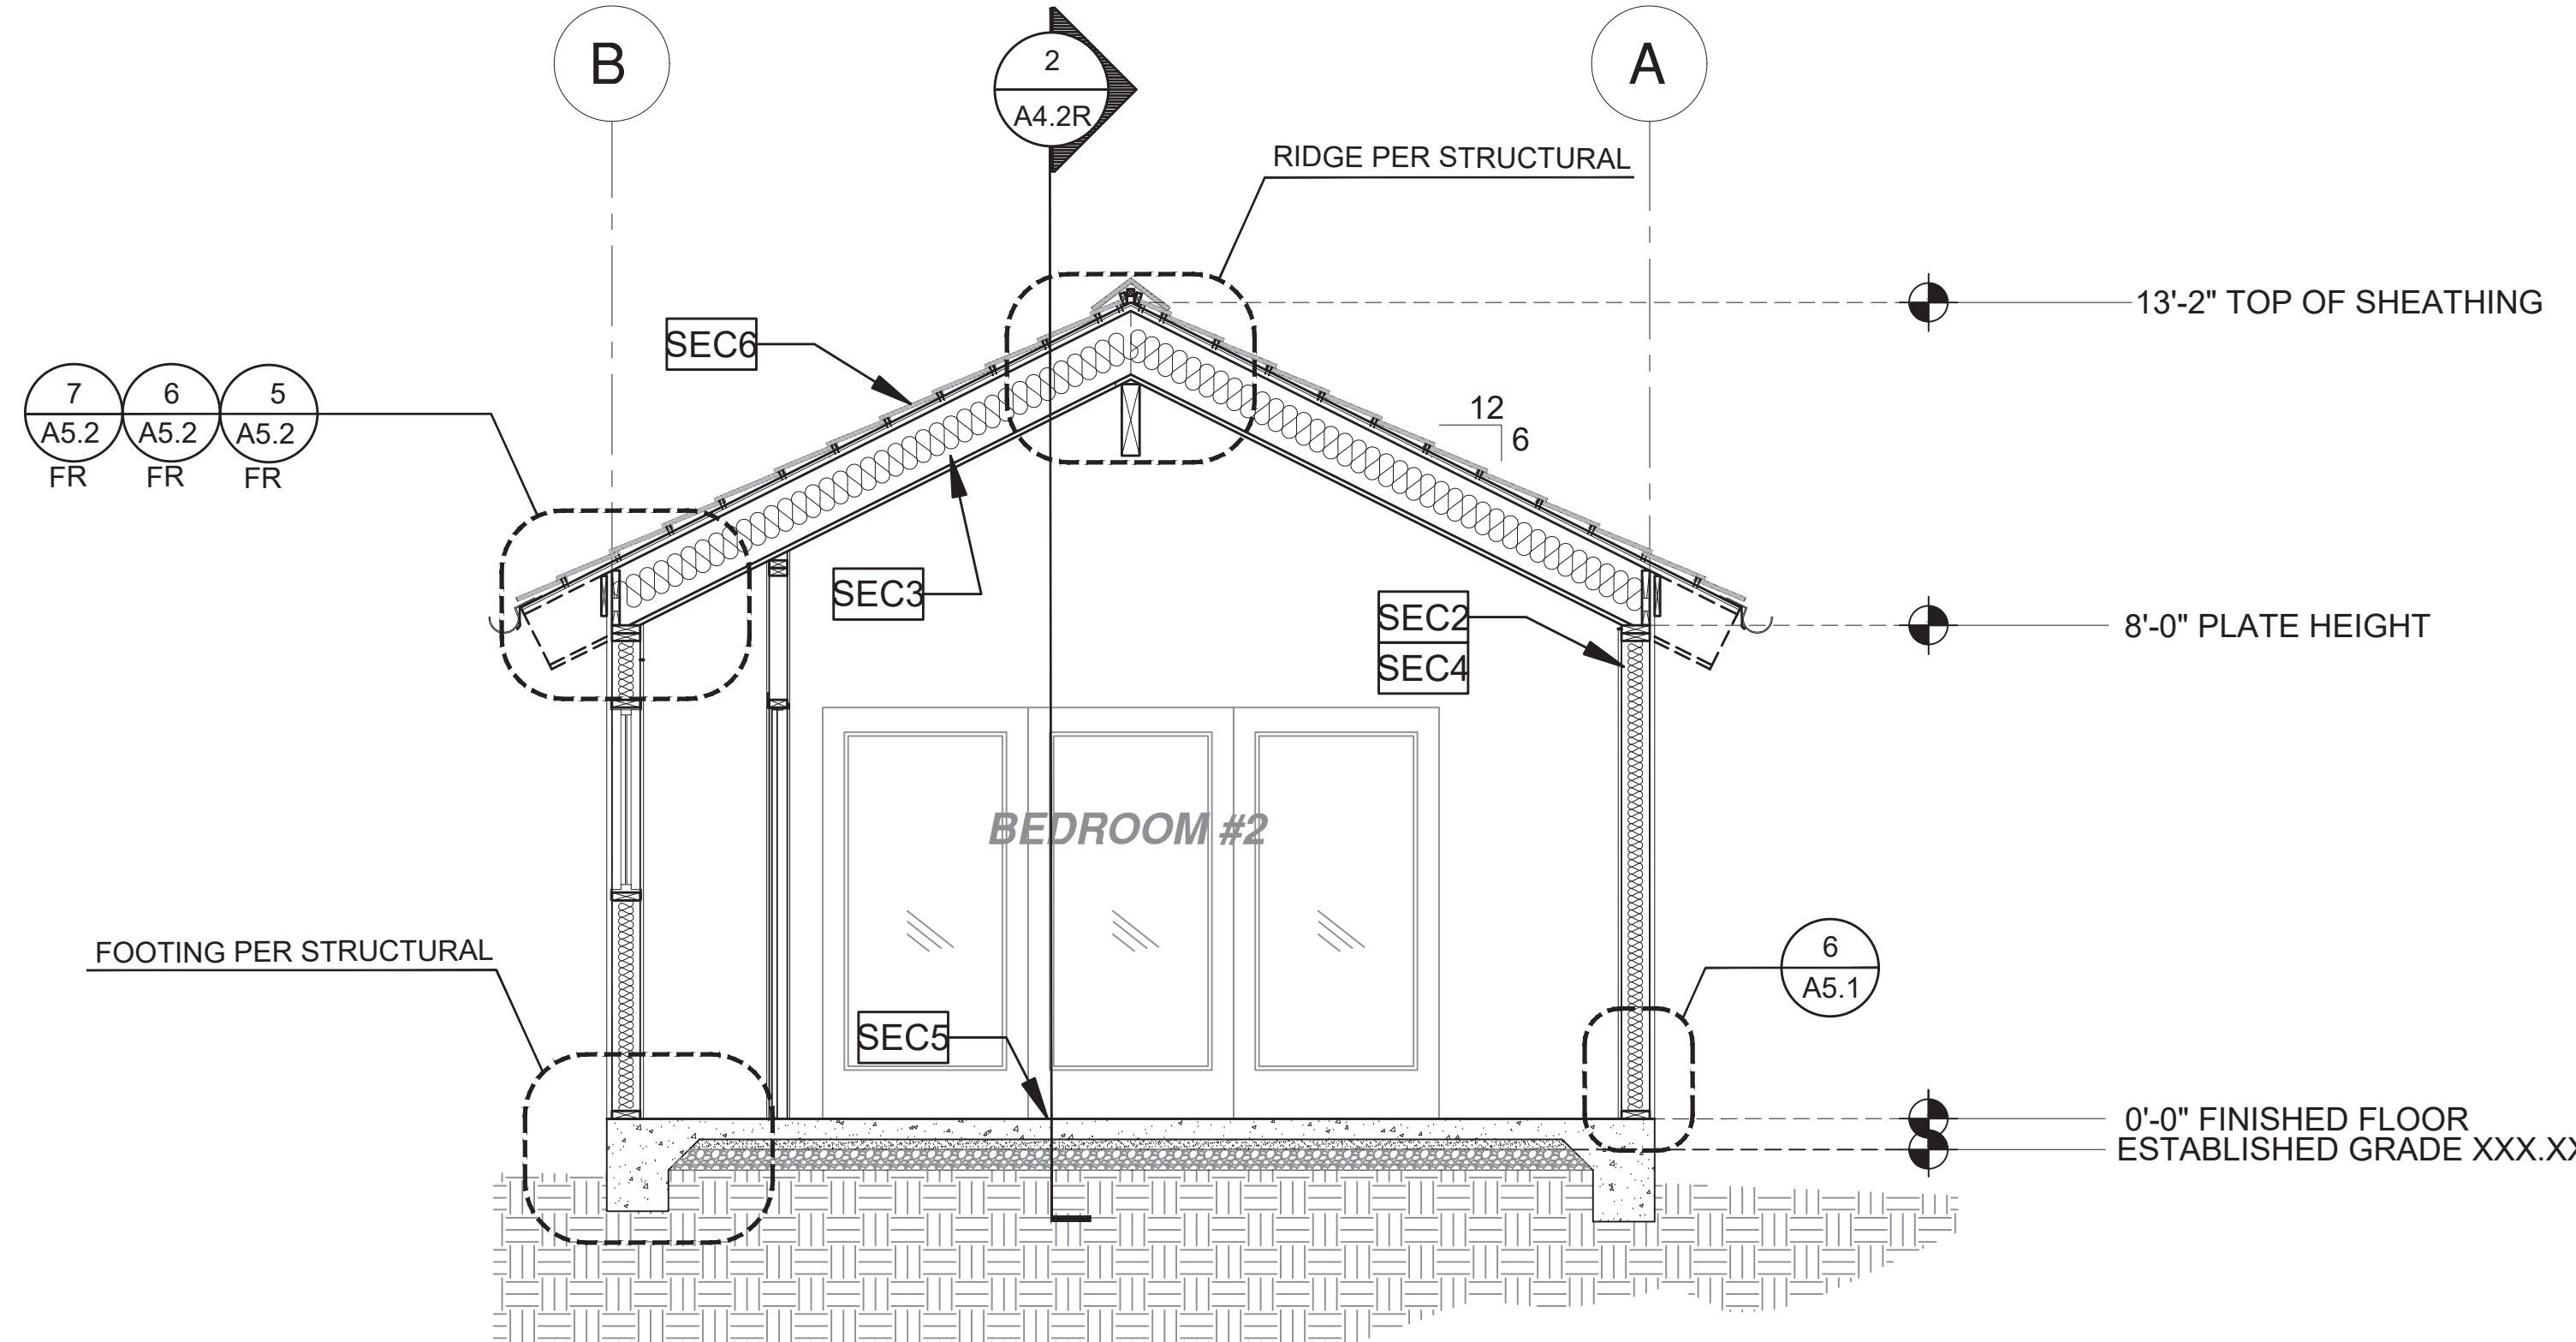 B
2
A4.2R
A
RIDGE PER STRUCTURAL
13'-2" TOP OF SHEATHING
SEC6
7
A5.2
FR
6
A5.2
FR
5
A5.2
FR
12
6
SEC3
SEC2
SEC4
8'-0" PLATE HEIGHT
BEDROOM #2
FOOTING PER STRUCTURAL
6
A5.1
SEC5
0'-0" FINISHED FLOOR
ESTABLISHED GRADE XXX.XX